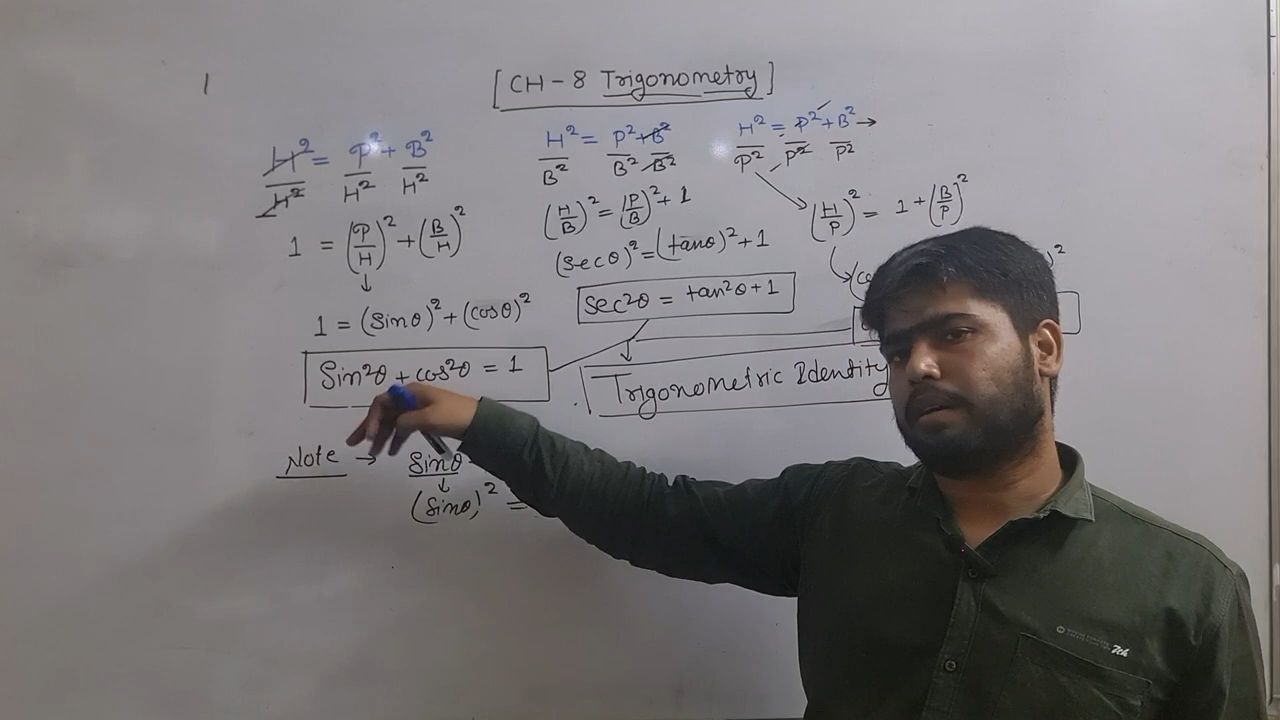 [CH-8 Trigonometry]
H²/H² = P²/H² + B²/H²
1 = (P/H)² + (B/H)²
↓
1 = (Sinθ)² + (cosθ)²
Sin²θ + cos²θ = 1
H²/B² = P²/B² + B²/B²
(H/B)² = (P/B)² + 1
(secθ)² = (tanθ)² + 1
sec²θ = tan²θ + 1
H²/P² = P²/P² + B²/P² →
(H/P)² = 1 + (B/P)²
)²
Trigonometric Identity
Note → Sinθ
↓
(Sinθ)² =
7th